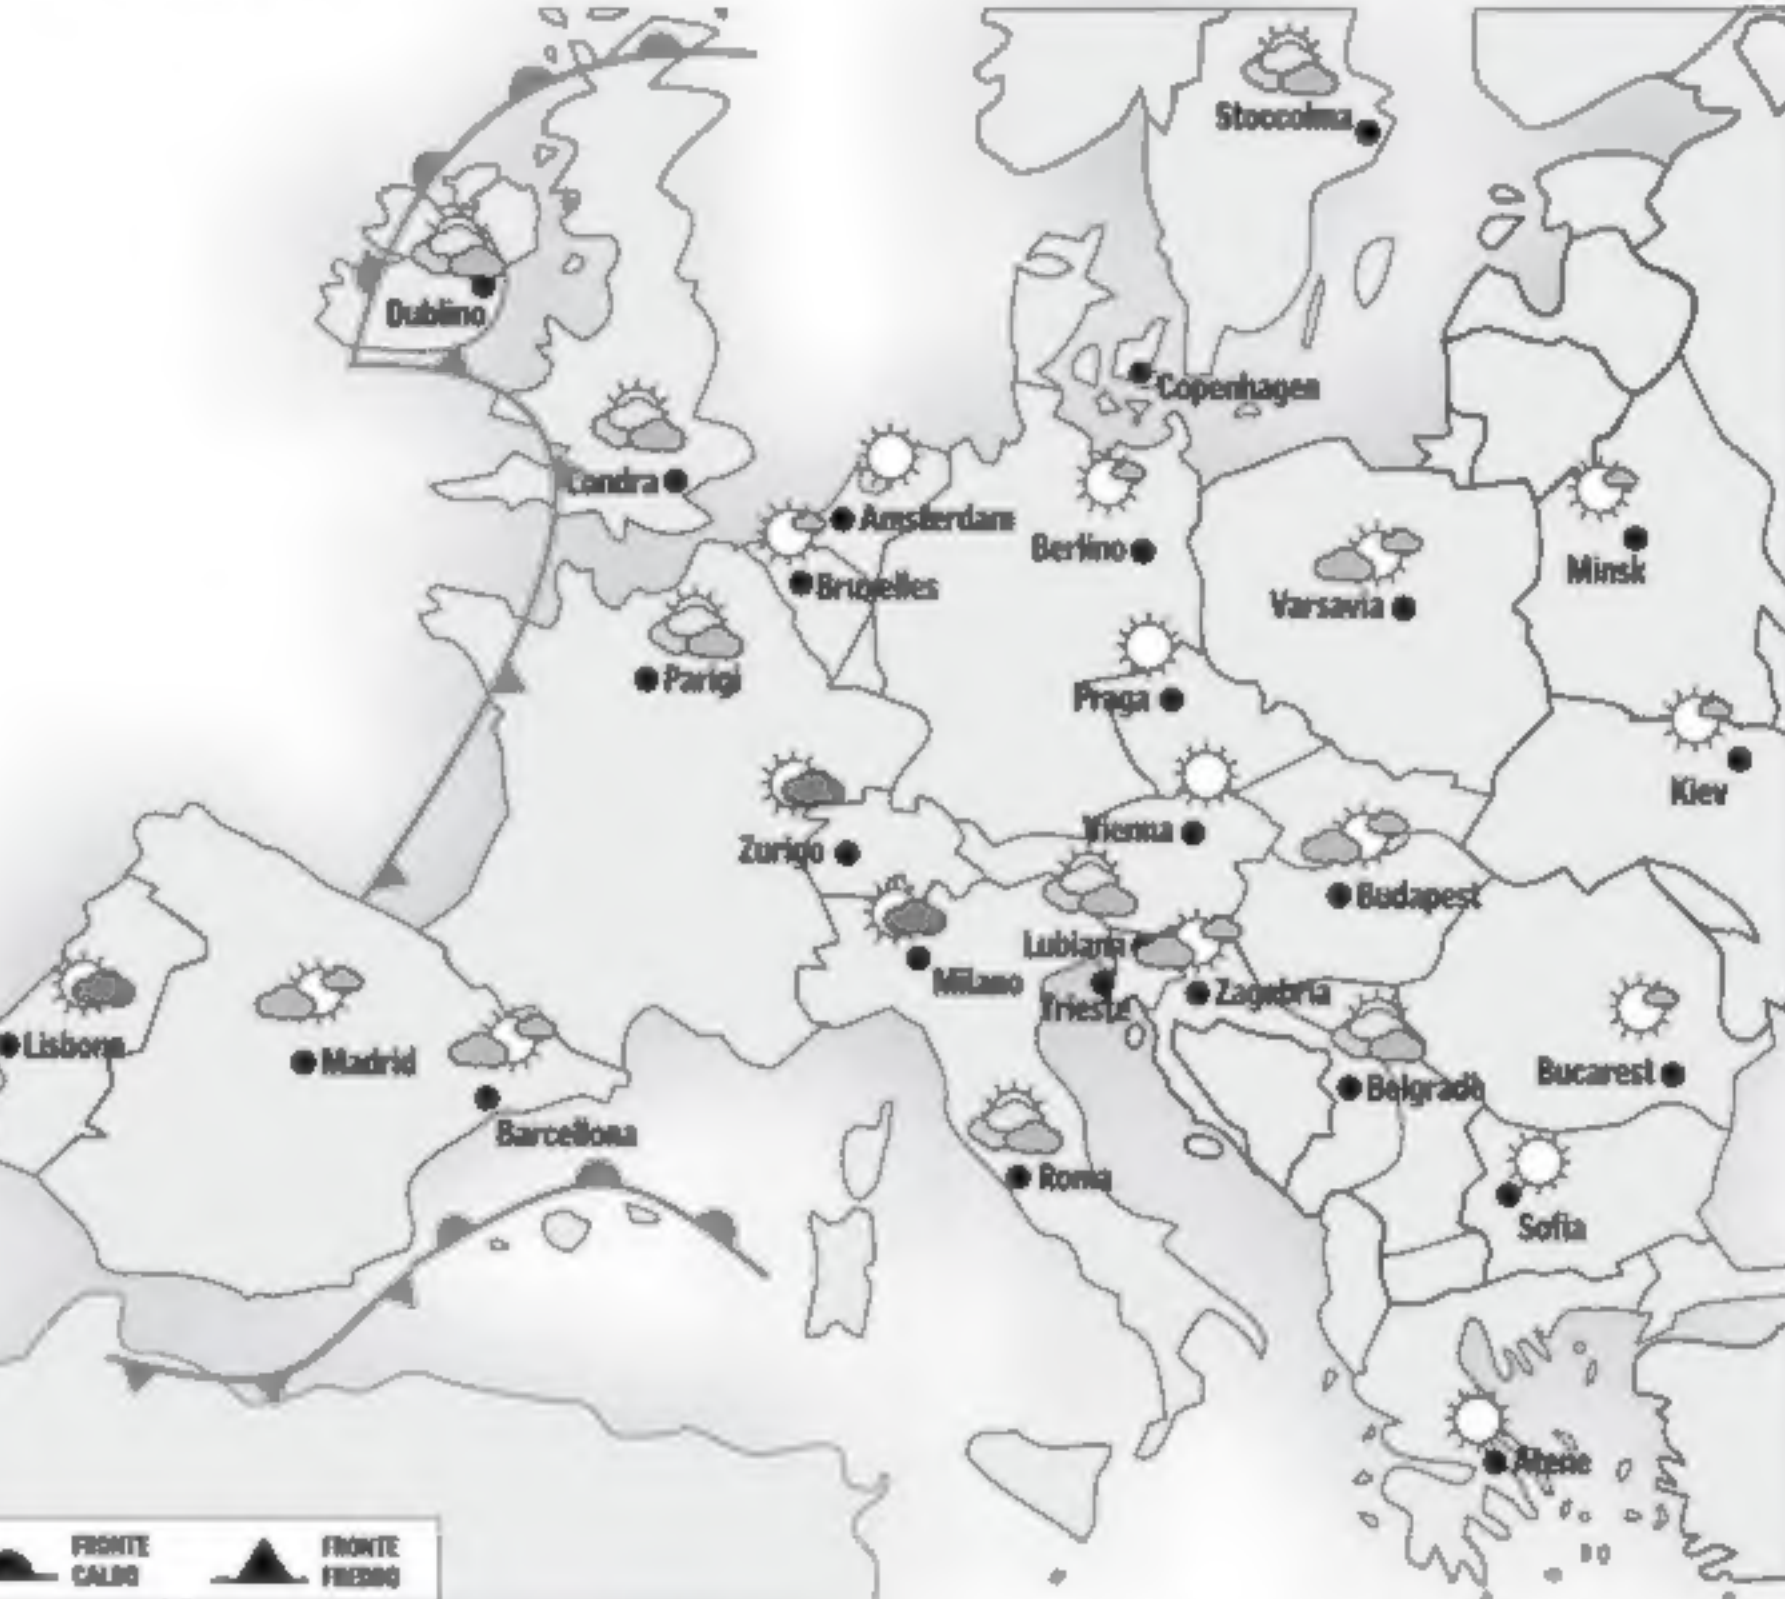 Stoccolma
Dublino
Copenhagen
Londra
Amsterdam
Berlino
Minsk
Bruxelles
Varsavia
Parigi
Praga
Kiev
Vienna
Zurigo
Budapest
Lubiana
Milano
Zagabria
Trieste
Lisbona
Madrid
Bucarest
Belgrado
Barcellona
Roma
Sofia
Atene
FRONTE
CALDO
FRONTE
FREDDO